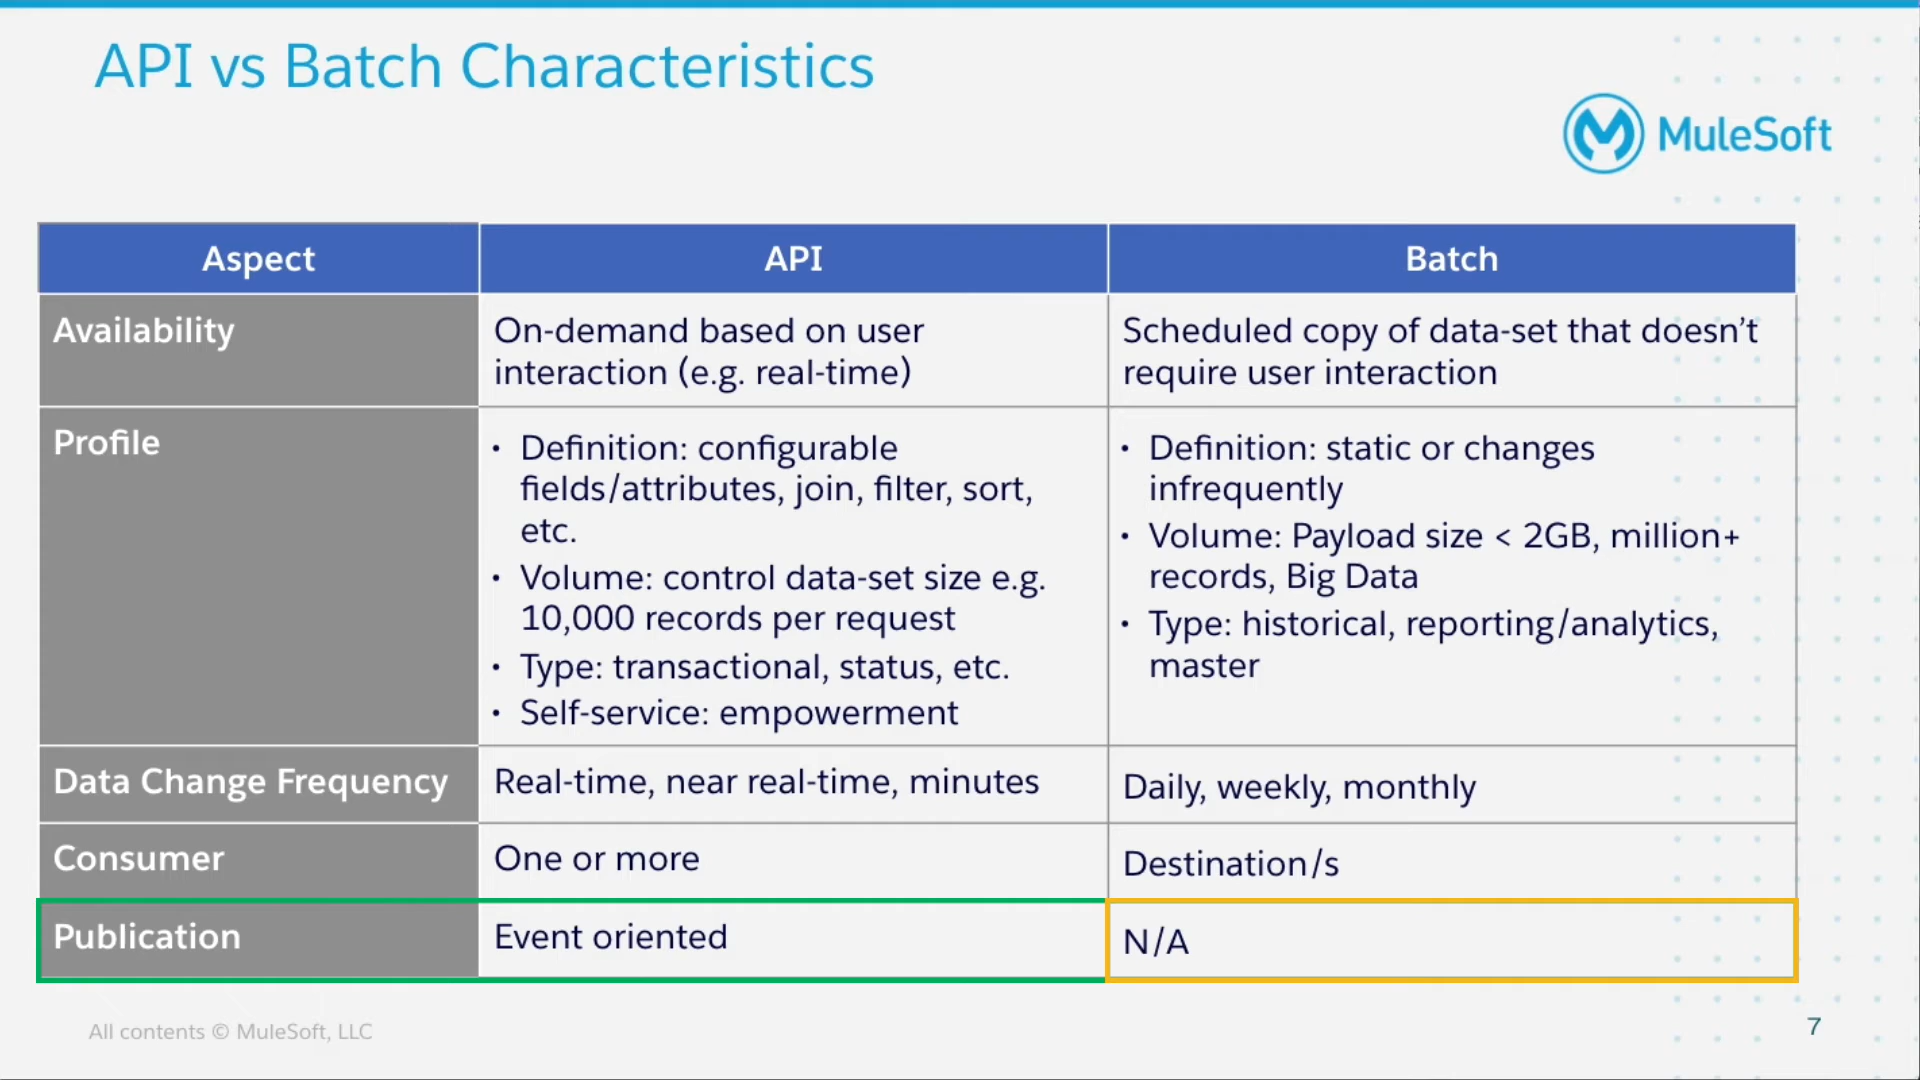 API vs Batch Characteristics
MuleSoft
Aspect
API
Batch
Availability
On-demand based on user
interaction (e.g. real-time)
Scheduled copy of data-set that doesn’t
require user interaction
Profile
• Definition: configurable
fields/attributes, join, filter, sort,
etc.
• Volume: control data-set size e.g.
10,000 records per request
• Type: transactional, status, etc.
• Self-service: empowerment
• Definition: static or changes
infrequently
• Volume: Payload size < 2GB, million+
records, Big Data
• Type: historical, reporting/analytics,
master
Data Change Frequency
Real-time, near real-time, minutes
Daily, weekly, monthly
Consumer
One or more
Destination/s
Publication
Event oriented
N/A
All contents © MuleSoft, LLC
7